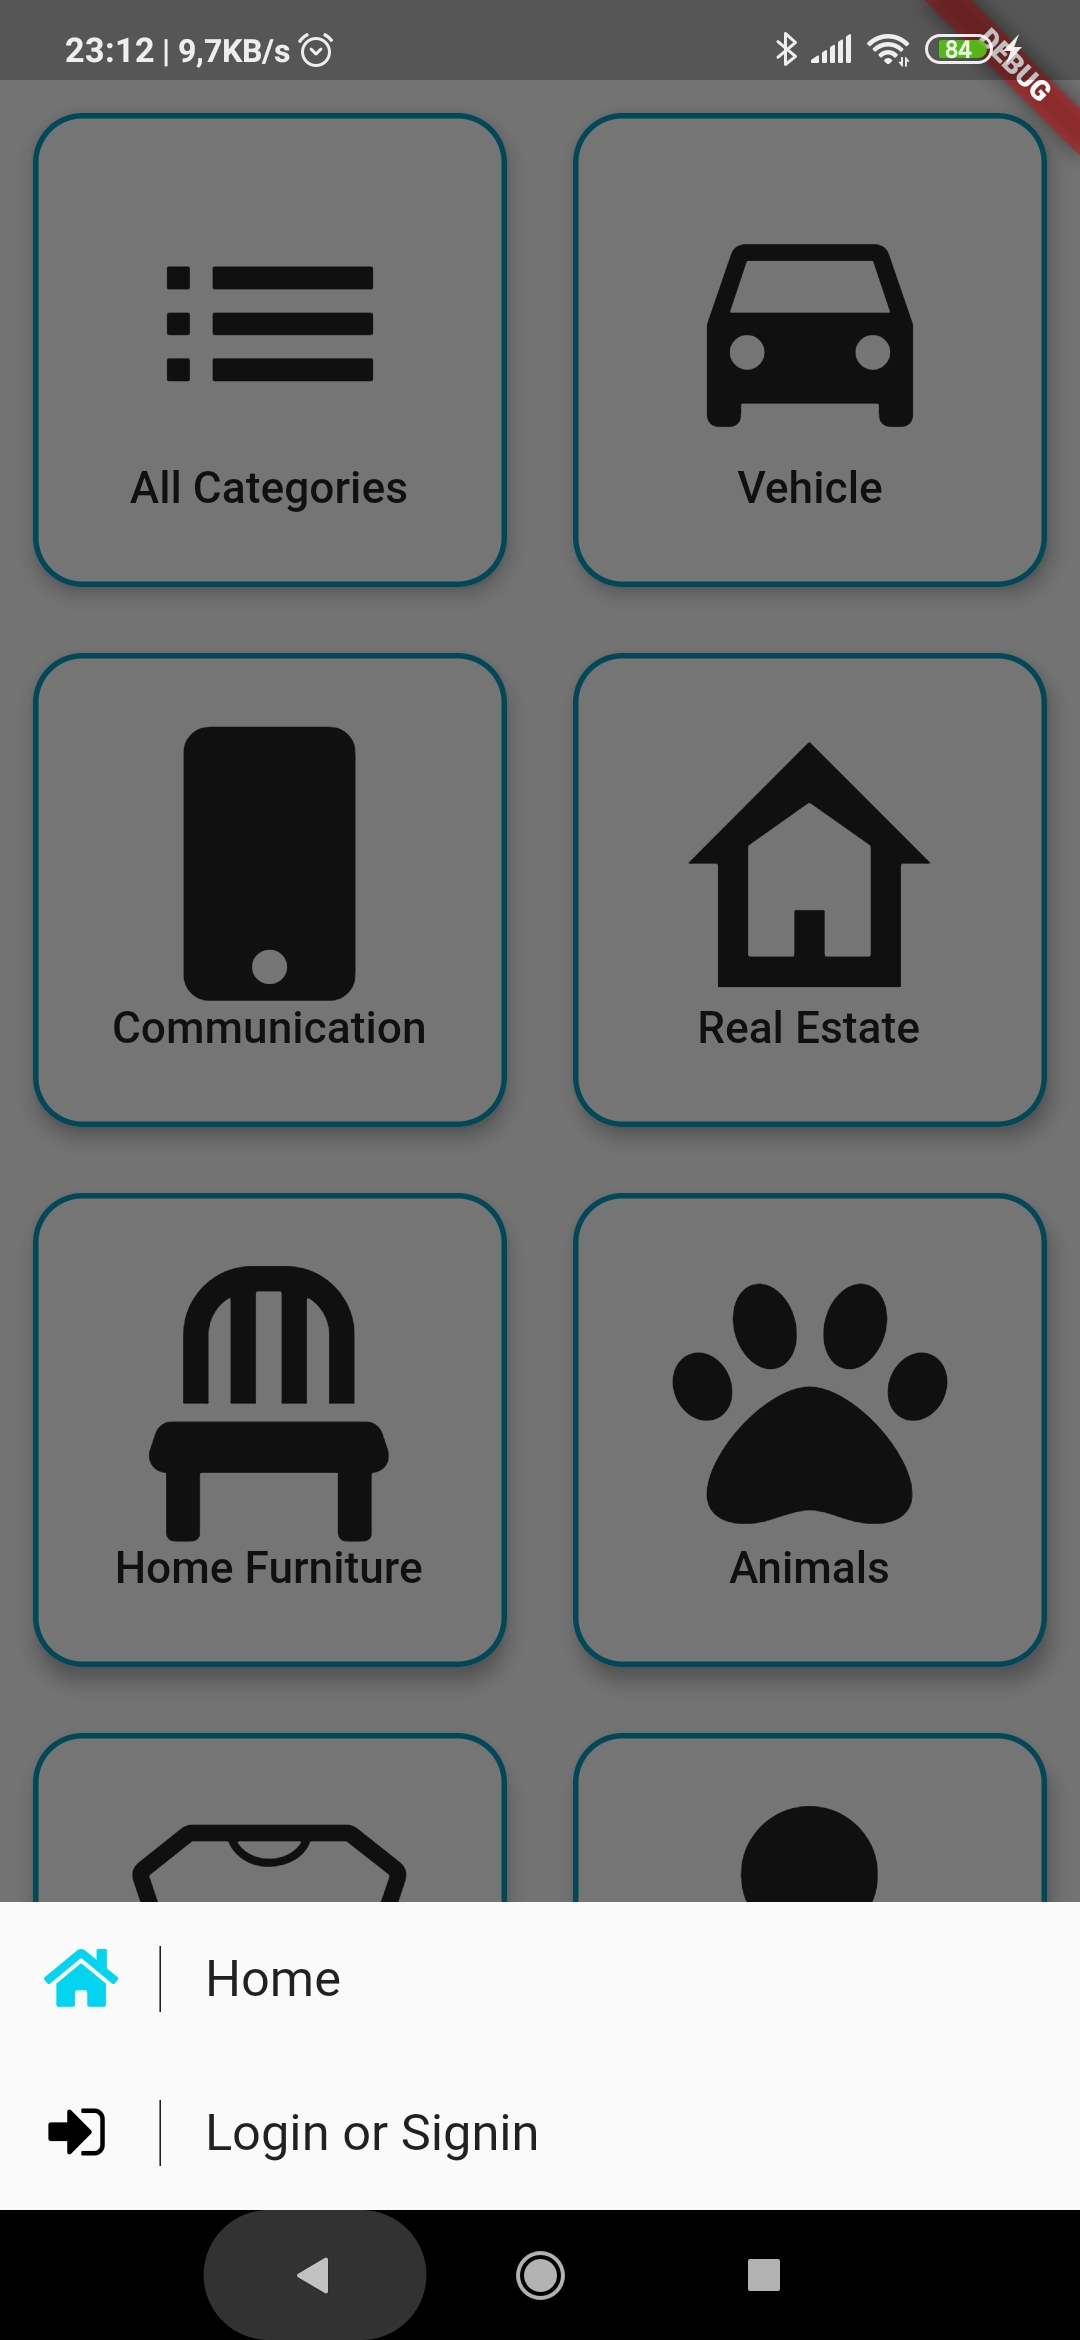 23:12 | 9,7KB/s
84
DEBUG
All Categories
Vehicle
Communication
Real Estate
Home Furniture
Animals
Home
Login or Signin